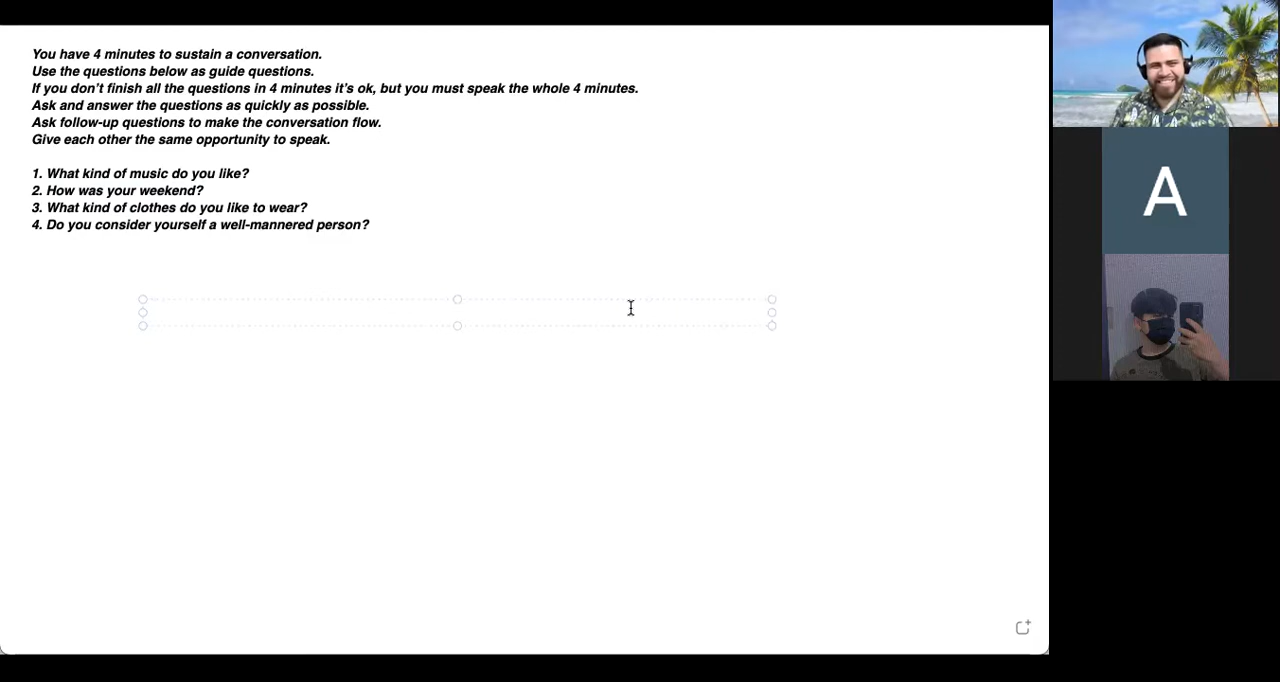 You have 4 minutes to sustain a conversation.
Use the questions below as guide questions.
If you don't finish all the questions in 4 minutes it's ok, but you must speak the whole 4 minutes.
Ask and answer the questions as quickly as possible.
Ask follow-up questions to make the conversation flow.
Give each other the same opportunity to speak.
1. What kind of music do you like?
2. How was your weekend?
3. What kind of clothes do you like to wear?
4. Do you consider yourself a well-mannered person?
A